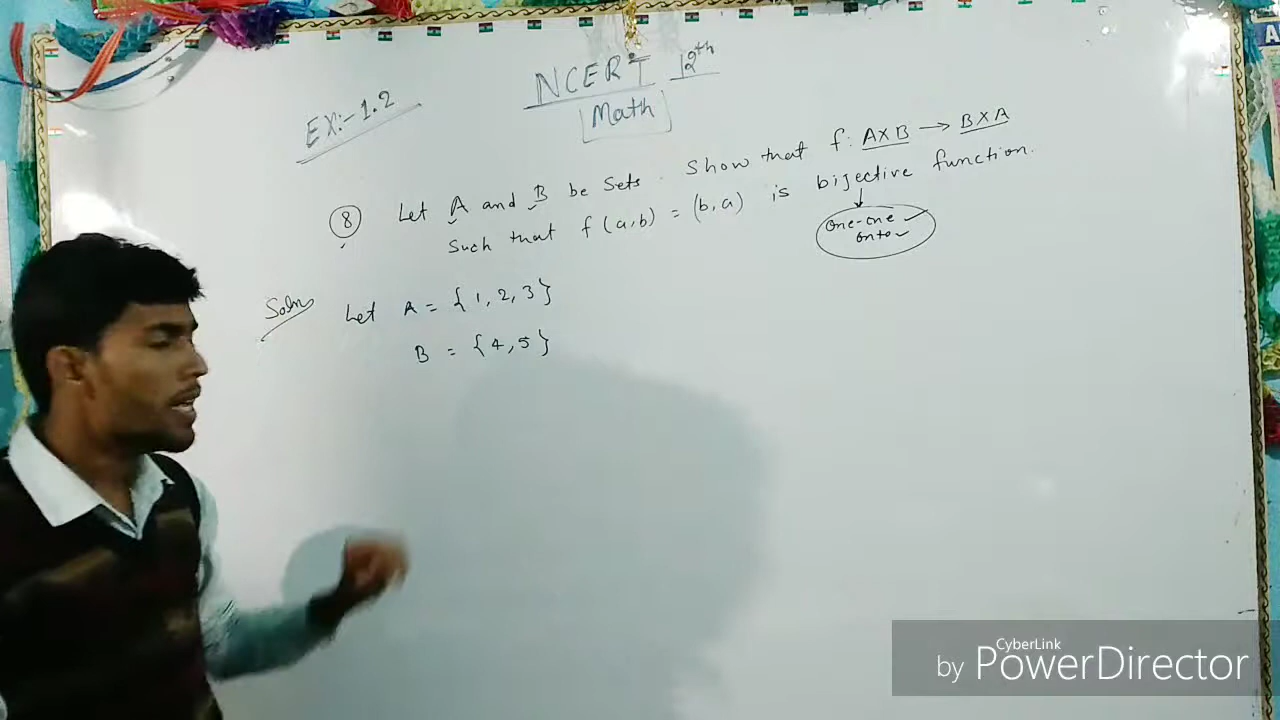 NCERT 12th
Math
EX:- 1.2
⑧ Let A and B be Sets. Show that f: A×B → B×A
Such that f(a,b) = (b,a) is bijective function.
One-one ✓
onto ✓
Soln Let A = {1, 2, 3}
B = {4, 5}
CyberLink
by PowerDirector